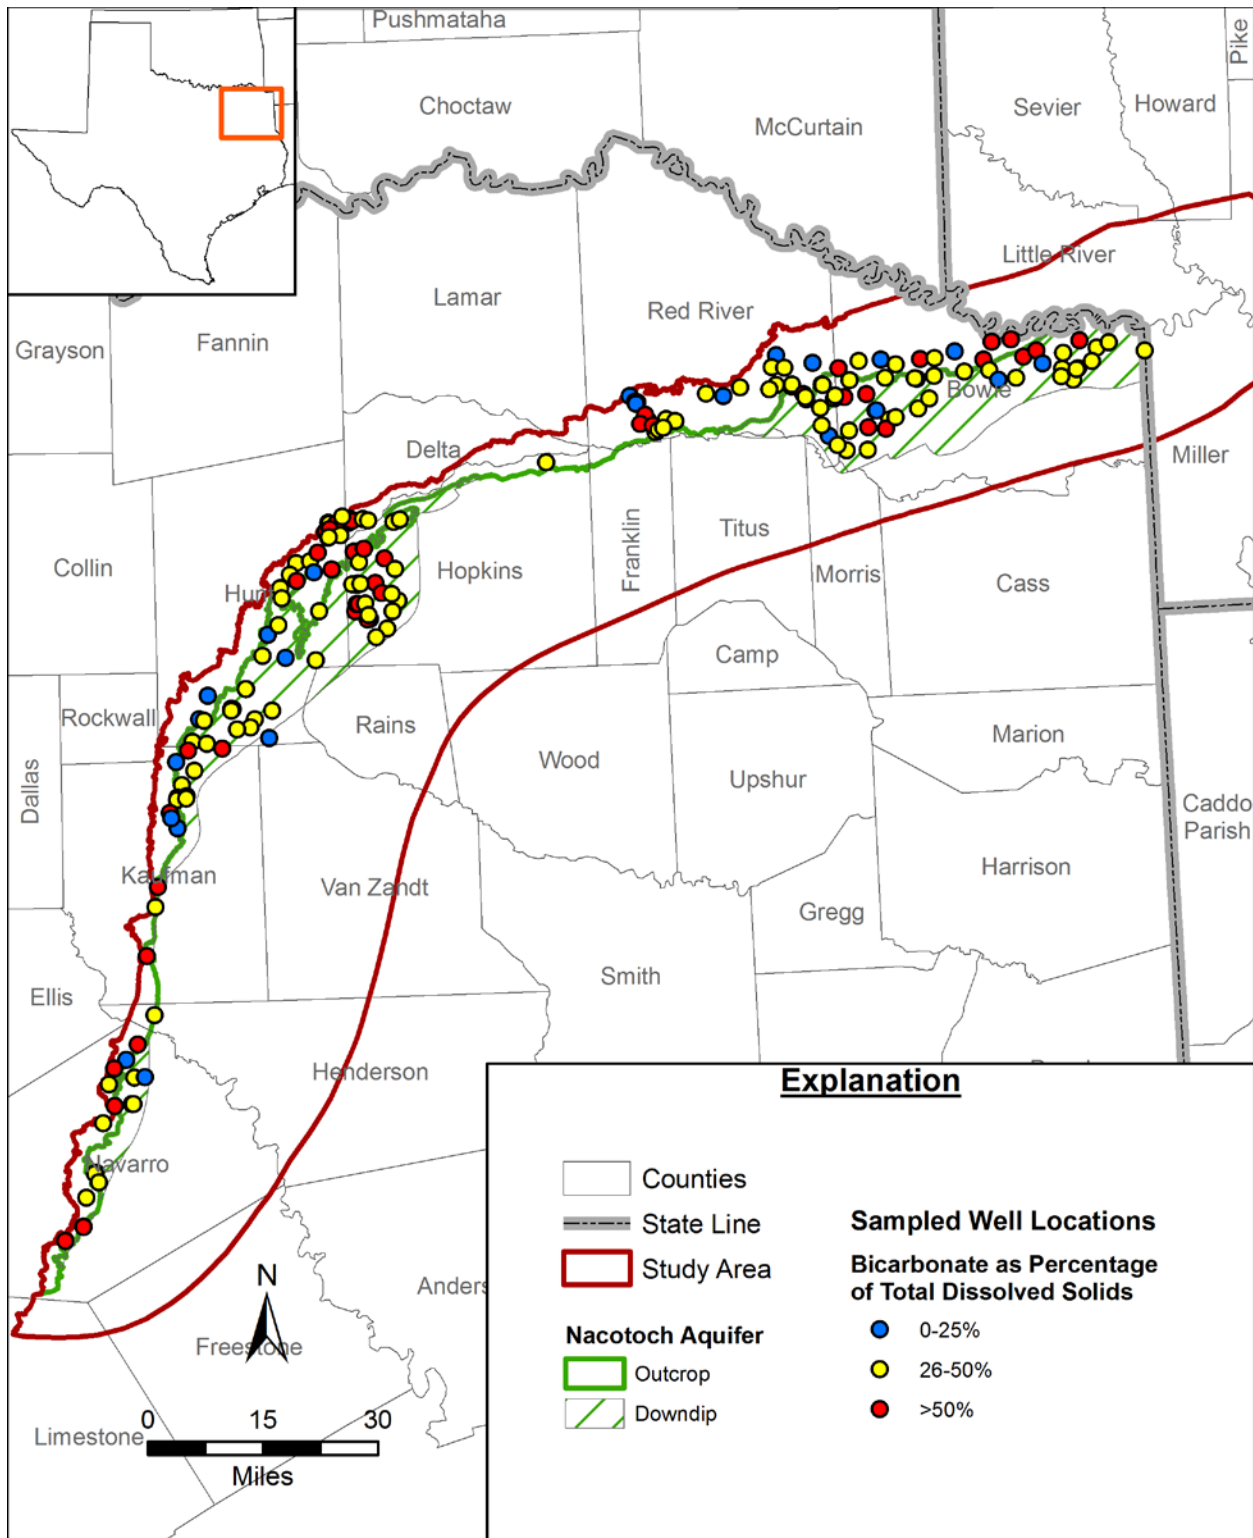 Pushmataha
Pike
Choctaw
McCurtain
Sevier
Howard
Little River
Lamar
Red River
Grayson
Fannin
Bowie
Delta
Miller
Collin
Hopkins
Franklin
Titus
Morris
Cass
Hunt
Camp
Rockwall
Rains
Marion
Dallas
Wood
Upshur
Caddo
Parish
Kaufman
Van Zandt
Harrison
Gregg
Smith
Ellis
Henderson
Navarro
Anders
Freestone
Limestone
N
0 15 30
Miles
Explanation
Counties
State Line
Study Area
Nacotoch Aquifer
Outcrop
Downdip
Sampled Well Locations
Bicarbonate as Percentage
of Total Dissolved Solids
0-25%
26-50%
>50%